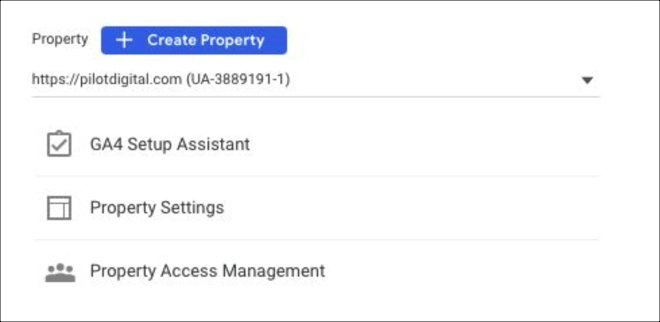 Property + Create Property
https://pilotdigital.com (UA-3889191-1)
GA4 Setup Assistant
Property Settings
Property Access Management